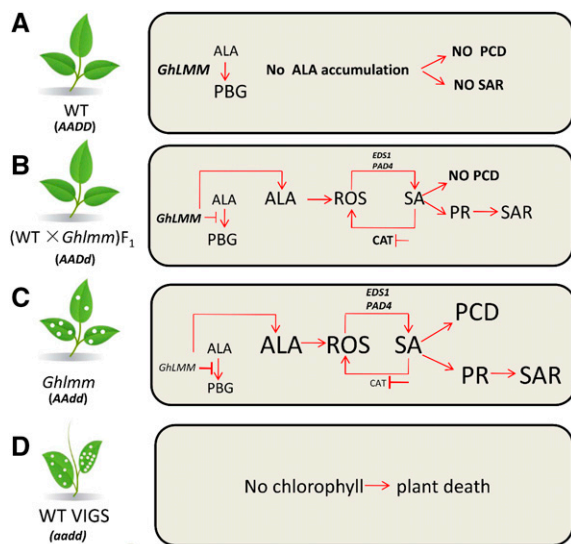 A
WT
(AADD)
GhLMM
ALA
PBG
No ALA accumulation
NO PCD
NO SAR
B
(WT ×Ghlmm)F1
(AADd)
GhLMM
ALA
PBG
ALA
ROS
EDS1
PAD4
SA
CAT
NO PCD
PR
SAR
C
Ghlmm
(AAdd)
GhLMM
ALA
PBG
ALA
ROS
EDS1
PAD4
SA
CAT
PCD
PR
SAR
D
WT VIGS
(aadd)
No chlorophyll
plant death